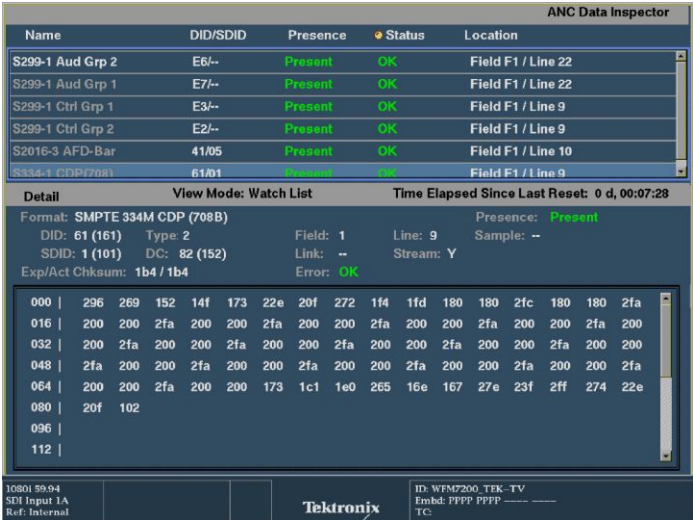 ANC Data Inspector
Name DID/SDID Presence Status Location
S299-1 Aud Grp 2 E6/-- Present OK Field F1 / Line 22
S299-1 Aud Grp 1 E7/-- Present OK Field F1 / Line 22
S299-1 Ctrl Grp 1 E3/-- Present OK Field F1 / Line 9
S299-1 Ctrl Grp 2 E2/-- Present OK Field F1 / Line 9
S2016-3 AFD-Bar 41/05 Present OK Field F1 / Line 10
S334-1 CDP(708) 61/01 Present OK Field F1 / Line 9
Detail View Mode: Watch List Time Elapsed Since Last Reset: 0 d, 00:07:28
Format: SMPTE 334M CDP (708B) Presence: Present
DID: 61 (161) Type: 2 Field: 1 Line: 9 Sample: --
SDID: 1 (101) DC: 82 (152) Link: -- Stream: Y
Exp/Act Chksum: 1b4 / 1b4 Error: OK
000 | 296 269 152 14f 173 22e 20f 272 1f4 1fd 180 180 2fc 180 180 2fa
016 | 200 200 2fa 200 200 2fa 200 200 2fa 200 200 2fa 200 200 2fa 200
032 | 200 2fa 200 200 2fa 200 200 2fa 200 200 2fa 200 200 2fa 200 200
048 | 2fa 200 200 2fa 200 200 2fa 200 200 2fa 200 200 2fa 200 200 2fa
064 | 200 200 2fa 200 200 173 1c1 1e0 265 16e 167 27e 23f 2ff 274 22e
080 | 20f 102
096 |
112 |
1080i 59.94
SDI Input 1A
Ref: Internal
Tektronix
ID: WFM7200_TEK-TV
Embd: PPPP PPPP ---- ----
TC: